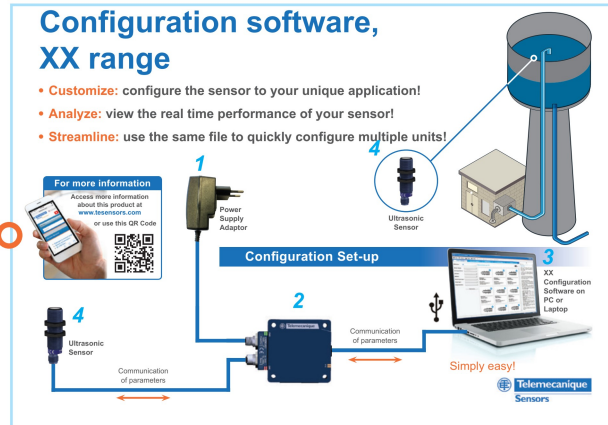 Configuration software,
XX range
• Customize: configure the sensor to your unique application!
• Analyze: view the real time performance of your sensor!
• Streamline: use the same file to quickly configure multiple units!
4
Ultrasonic
Sensor
For more information
Access more information
about this product at
www.tesensors.com
or use this QR Code
1
Power
Supply
Adaptor
Configuration Set-up
3
XX
Configuration
Software on
PC or
Laptop
2
Telemecanique
4
Ultrasonic
Sensor
Communication
of parameters
Communication
of parameters
Simply easy!
Telemecanique
Sensors